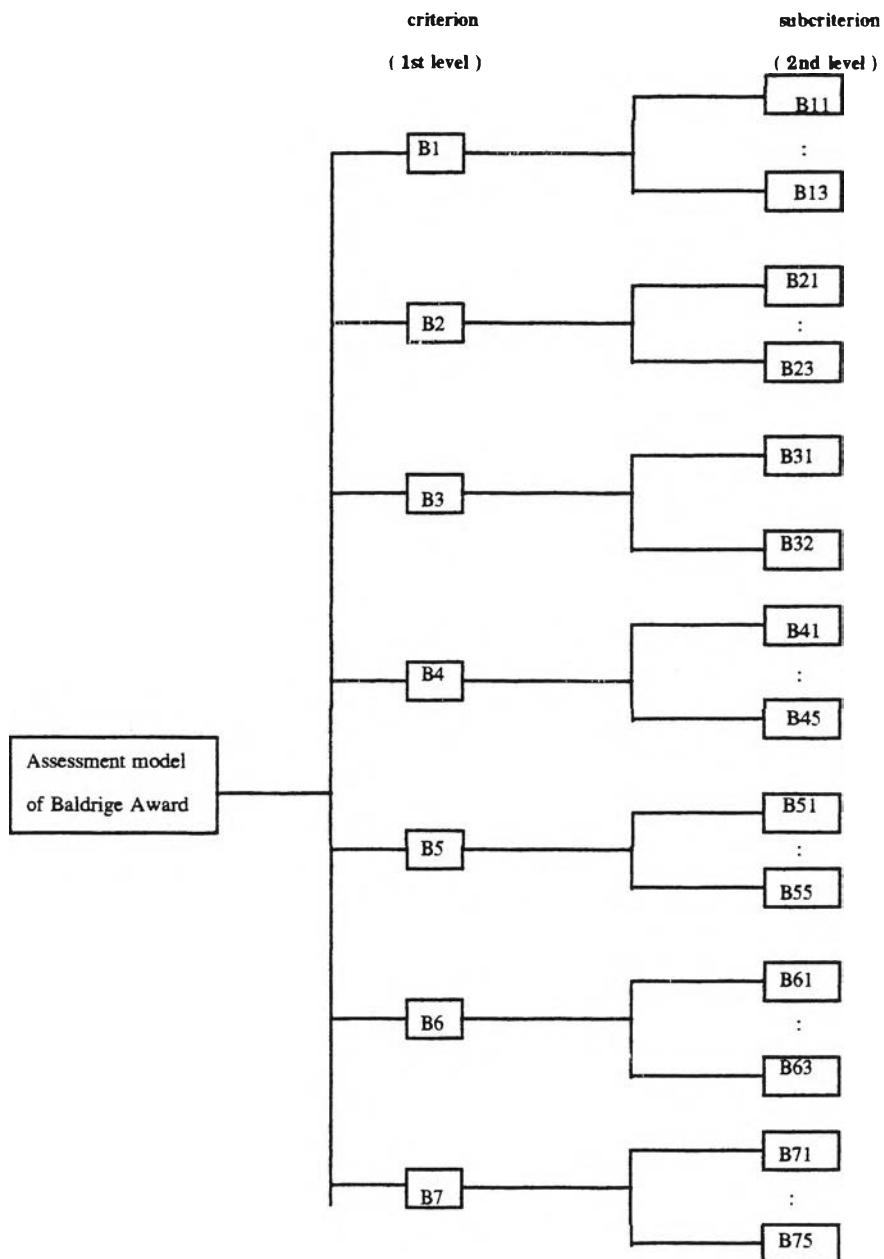 criterion subcriterion
( 1st level ) ( 2nd level )
B11
B1 :
B13
B21
B2 :
B23
B31
B3
B32
B41
B4 :
B45
Assessment model
of Baldrige Award
B51
B5 :
B55
B61
B6 :
B63
B71
B7 :
B75